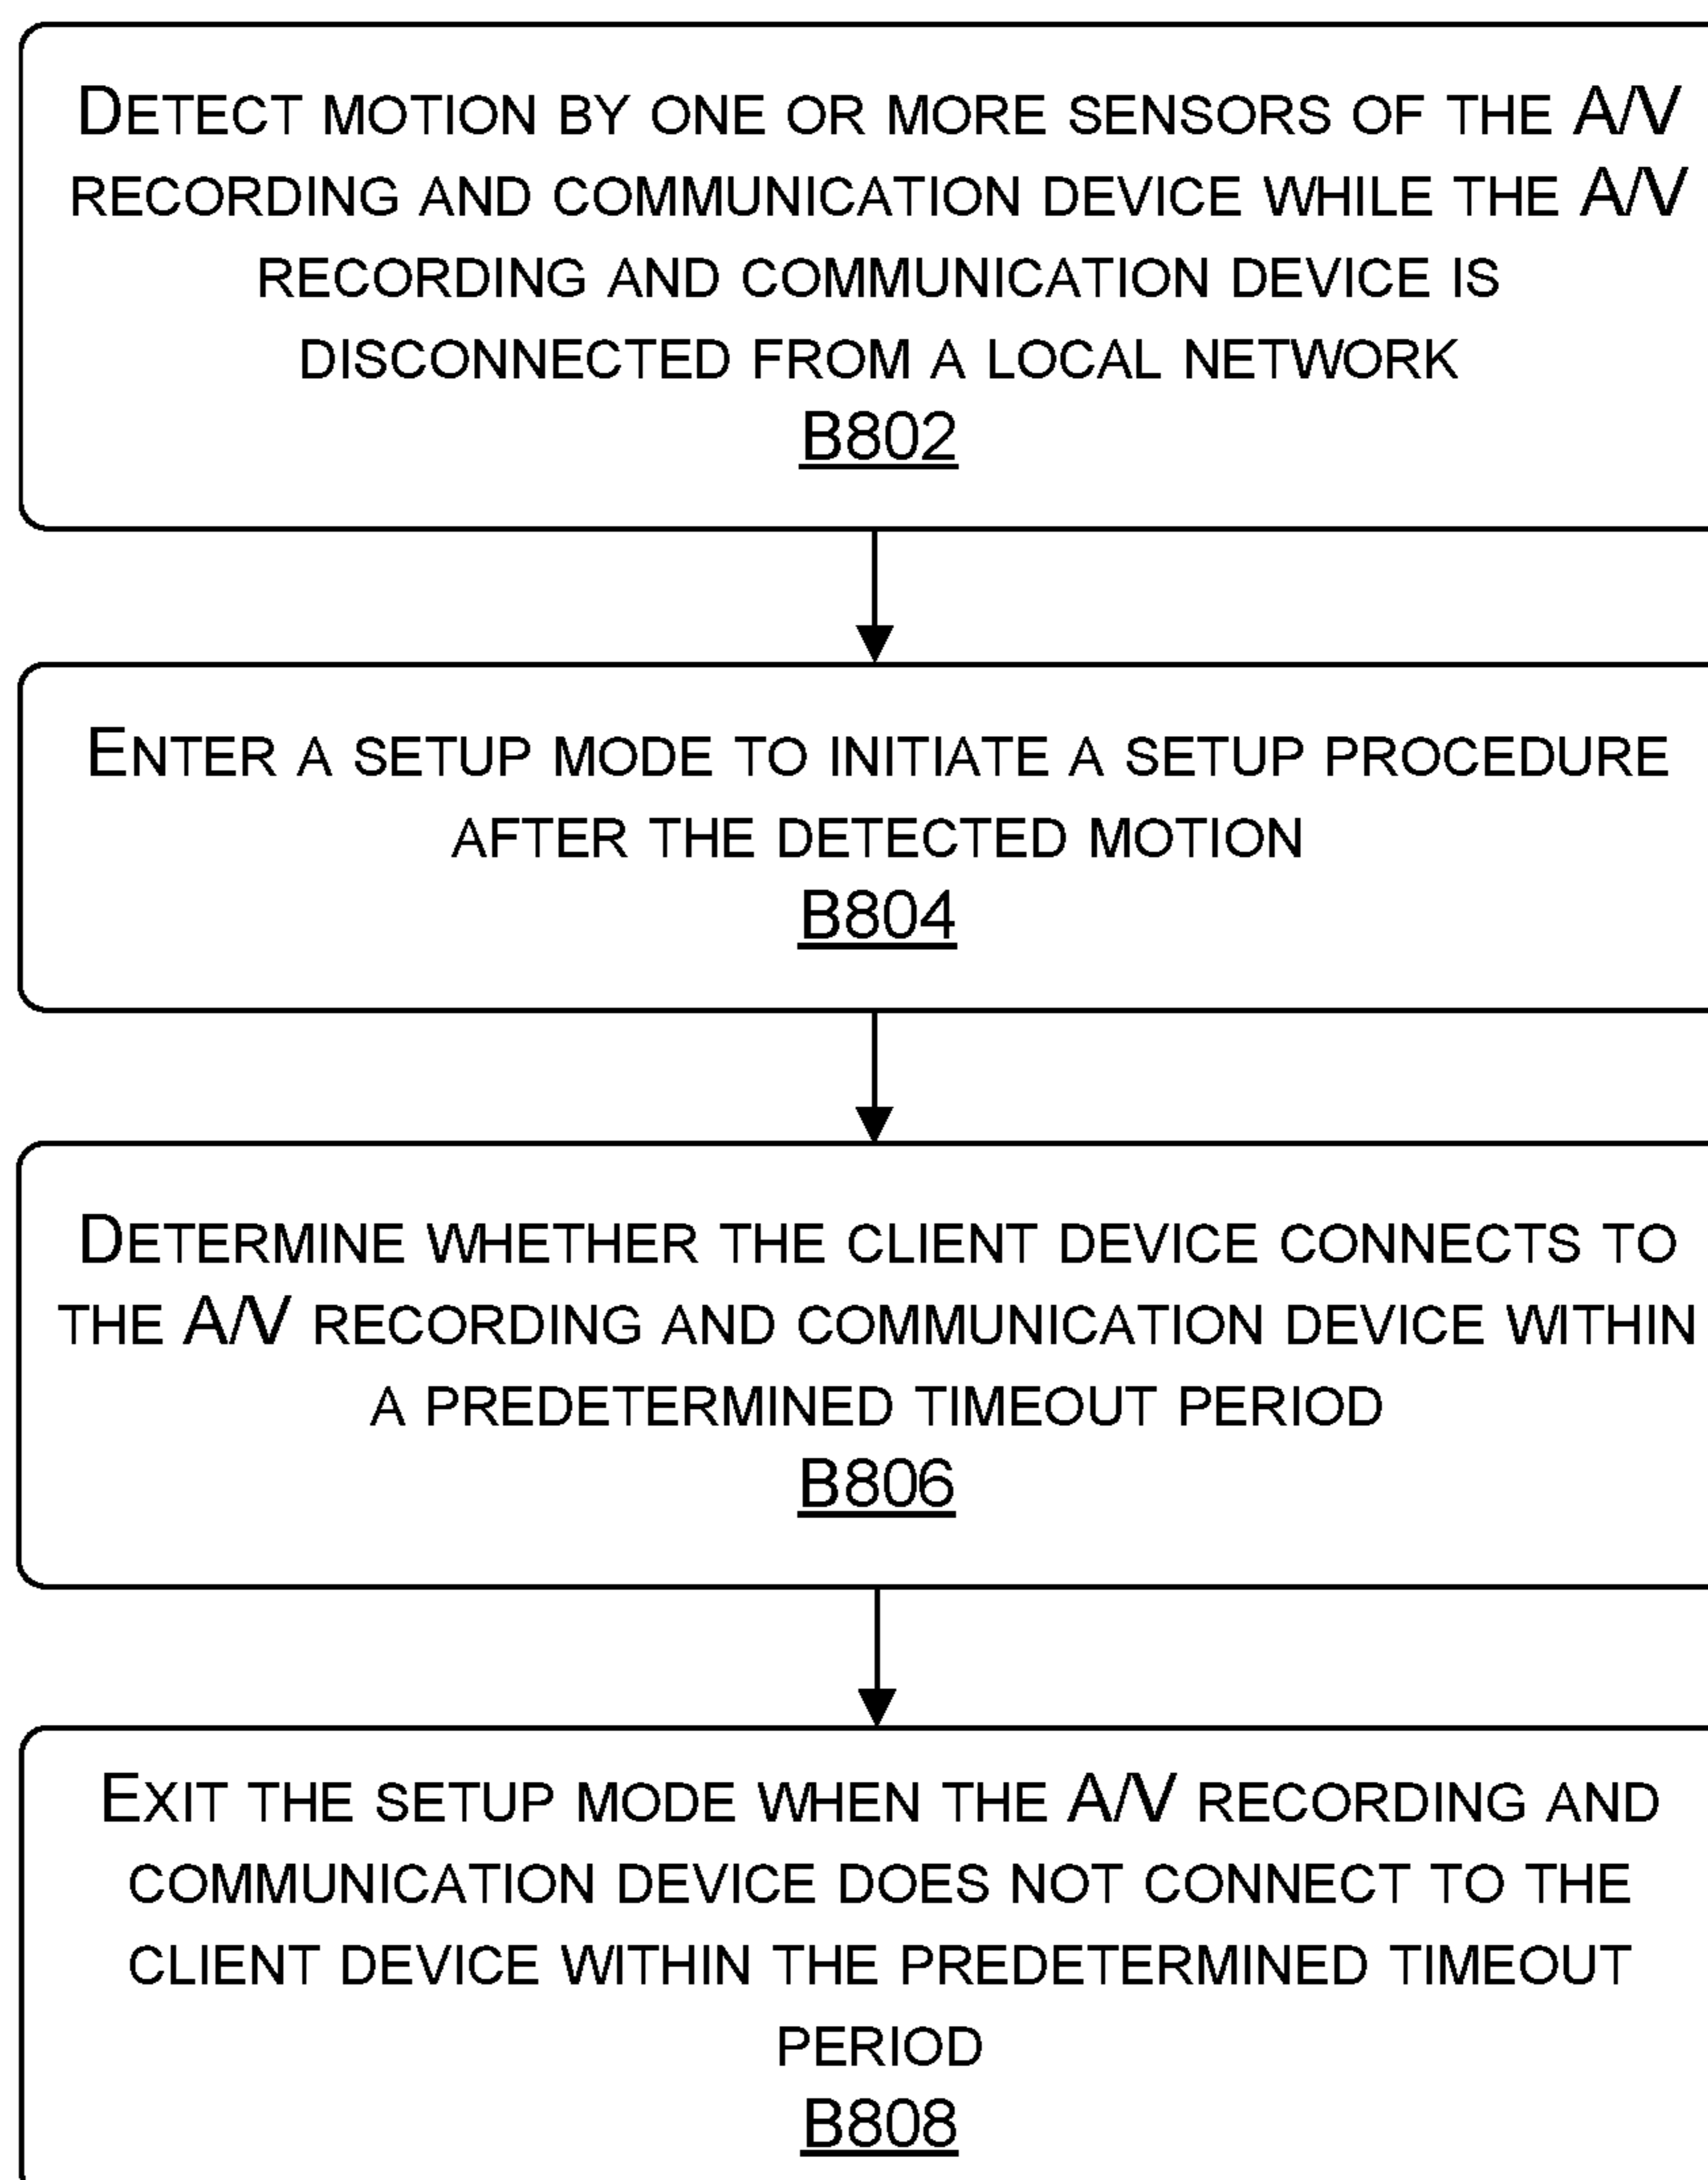 DETECT MOTION BY ONE OR MORE SENSORS OF THE A/V
RECORDING AND COMMUNICATION DEVICE WHILE THE A/V
RECORDING AND COMMUNICATION DEVICE IS
DISCONNECTED FROM A LOCAL NETWORK
B802
ENTER A SETUP MODE TO INITIATE A SETUP PROCEDURE
AFTER THE DETECTED MOTION
B804
DETERMINE WHETHER THE CLIENT DEVICE CONNECTS TO
THE A/V RECORDING AND COMMUNICATION DEVICE WITHIN
A PREDETERMINED TIMEOUT PERIOD
B806
EXIT THE SETUP MODE WHEN THE A/V RECORDING AND
COMMUNICATION DEVICE DOES NOT CONNECT TO THE
CLIENT DEVICE WITHIN THE PREDETERMINED TIMEOUT
PERIOD
B808